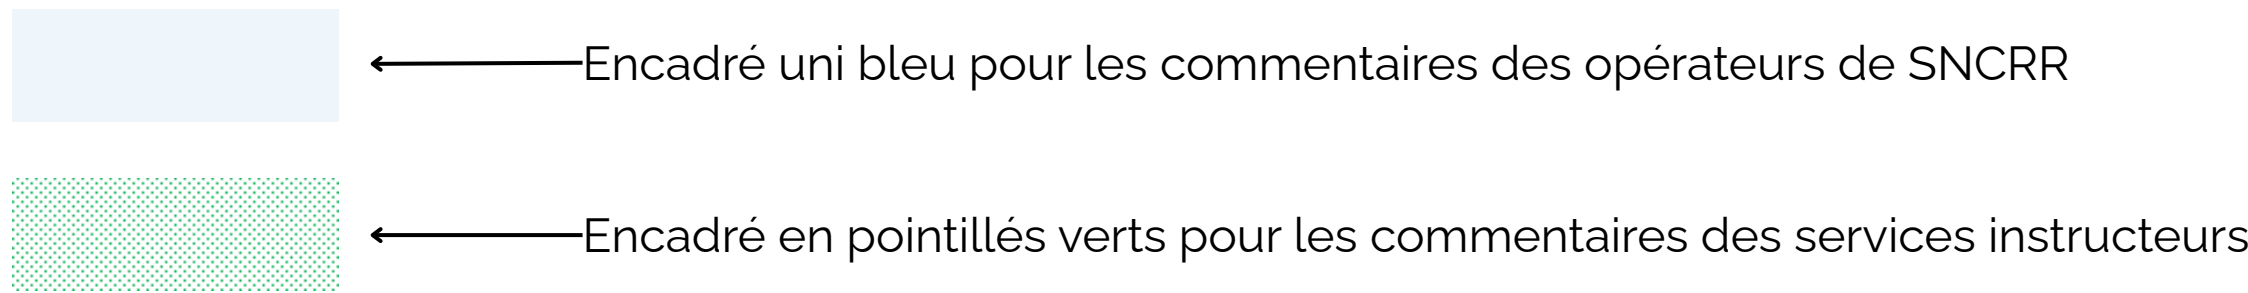 Encadré uni bleu pour les commentaires des opérateurs de SNCRR
Encadré en pointillés verts pour les commentaires des services instructeurs